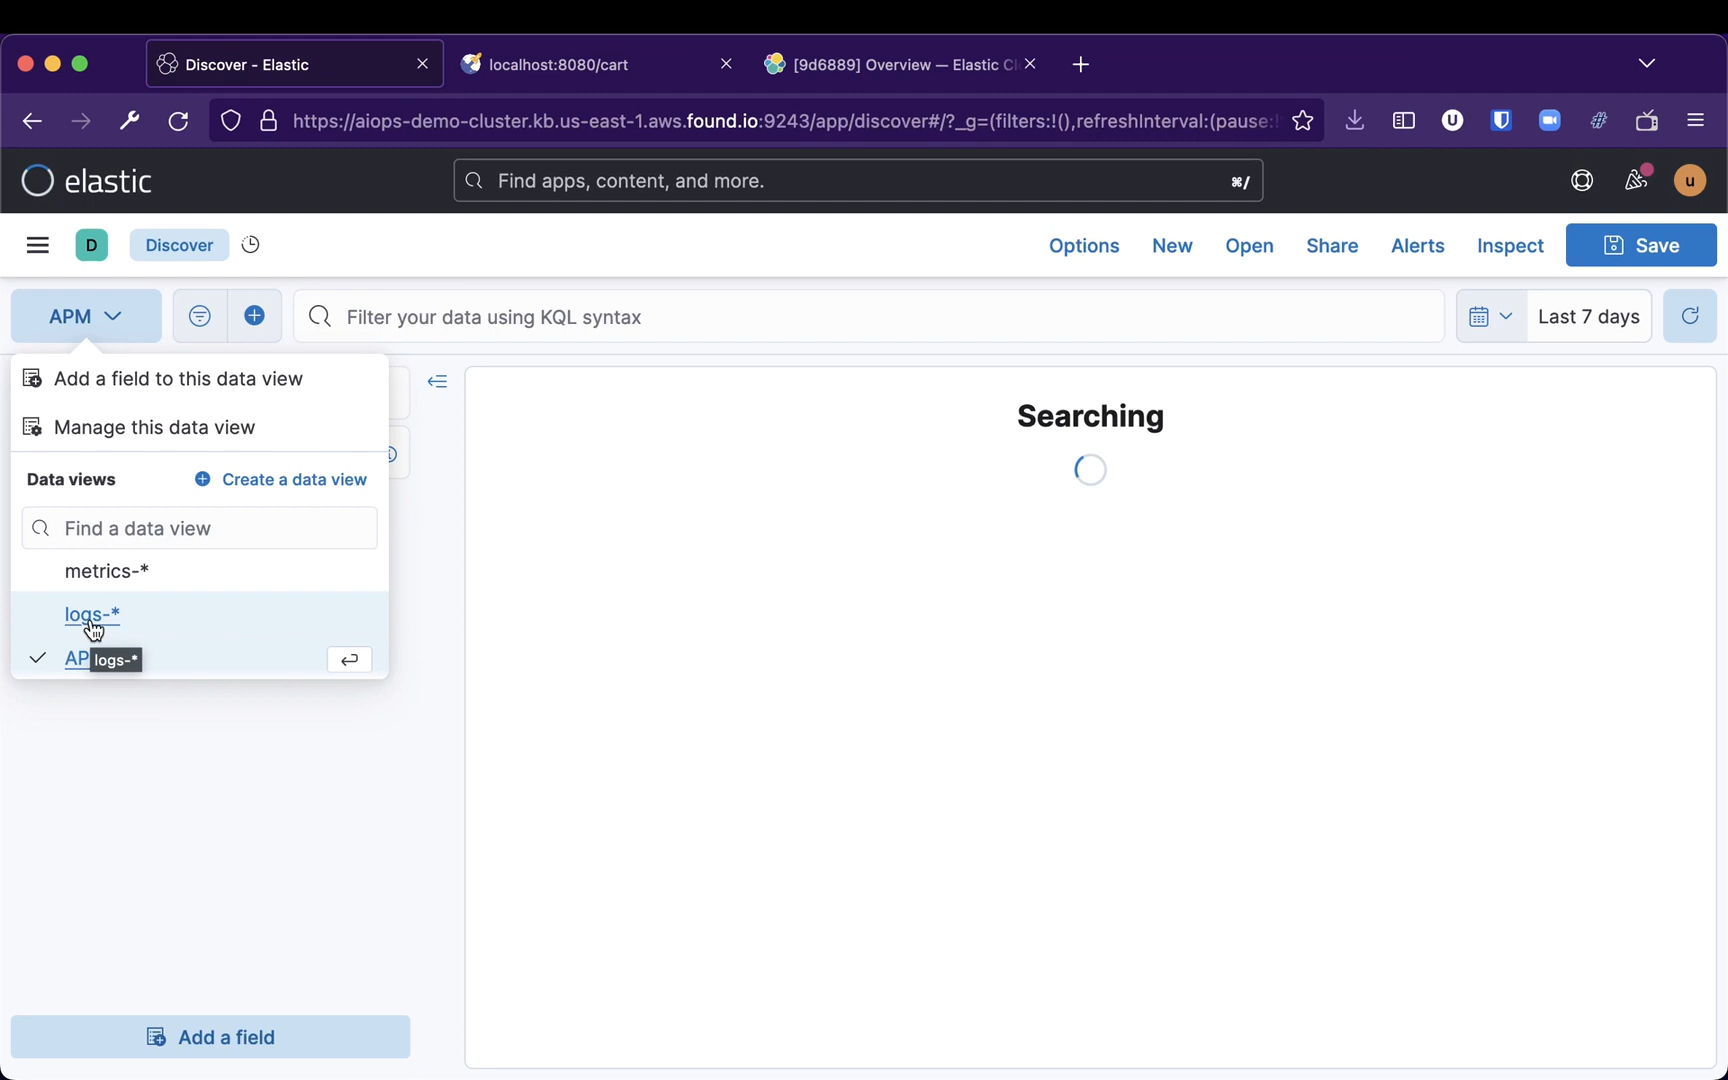 Discover - Elastic
localhost:8080/cart
[9d6889] Overview — Elastic Cl
https://aiops-demo-cluster.kb.us-east-1.aws.found.io:9243/app/discover#/?_g=(filters:!(),refreshInterval:(pause:!
elastic
Find apps, content, and more.
⌘/
u
D
Discover
Options
New
Open
Share
Alerts
Inspect
Save
APM
Filter your data using KQL syntax
Last 7 days
Add a field to this data view
Manage this data view
Data views
Create a data view
Find a data view
metrics-*
logs-*
AP
logs-*
Searching
Add a field